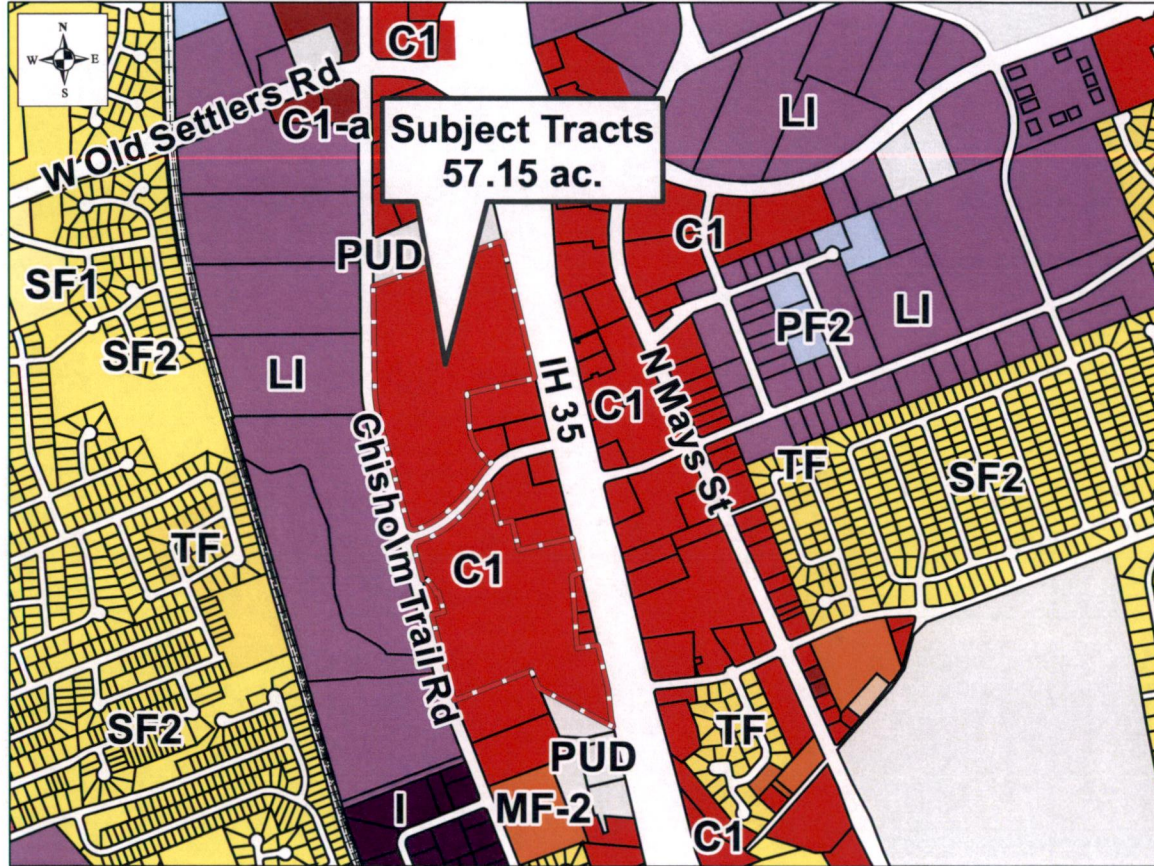 N
W E
S
C1
W Old Settlers Rd
C1-a
Subject Tracts
57.15 ac.
LI
C1
PUD
SF1
SF2
LI
PF2
LI
IH 35
C1
N Mays St
Chisholm Trail Rd
TF
SF2
TF
C1
SF2
TF
PUD
I
MF-2
C1